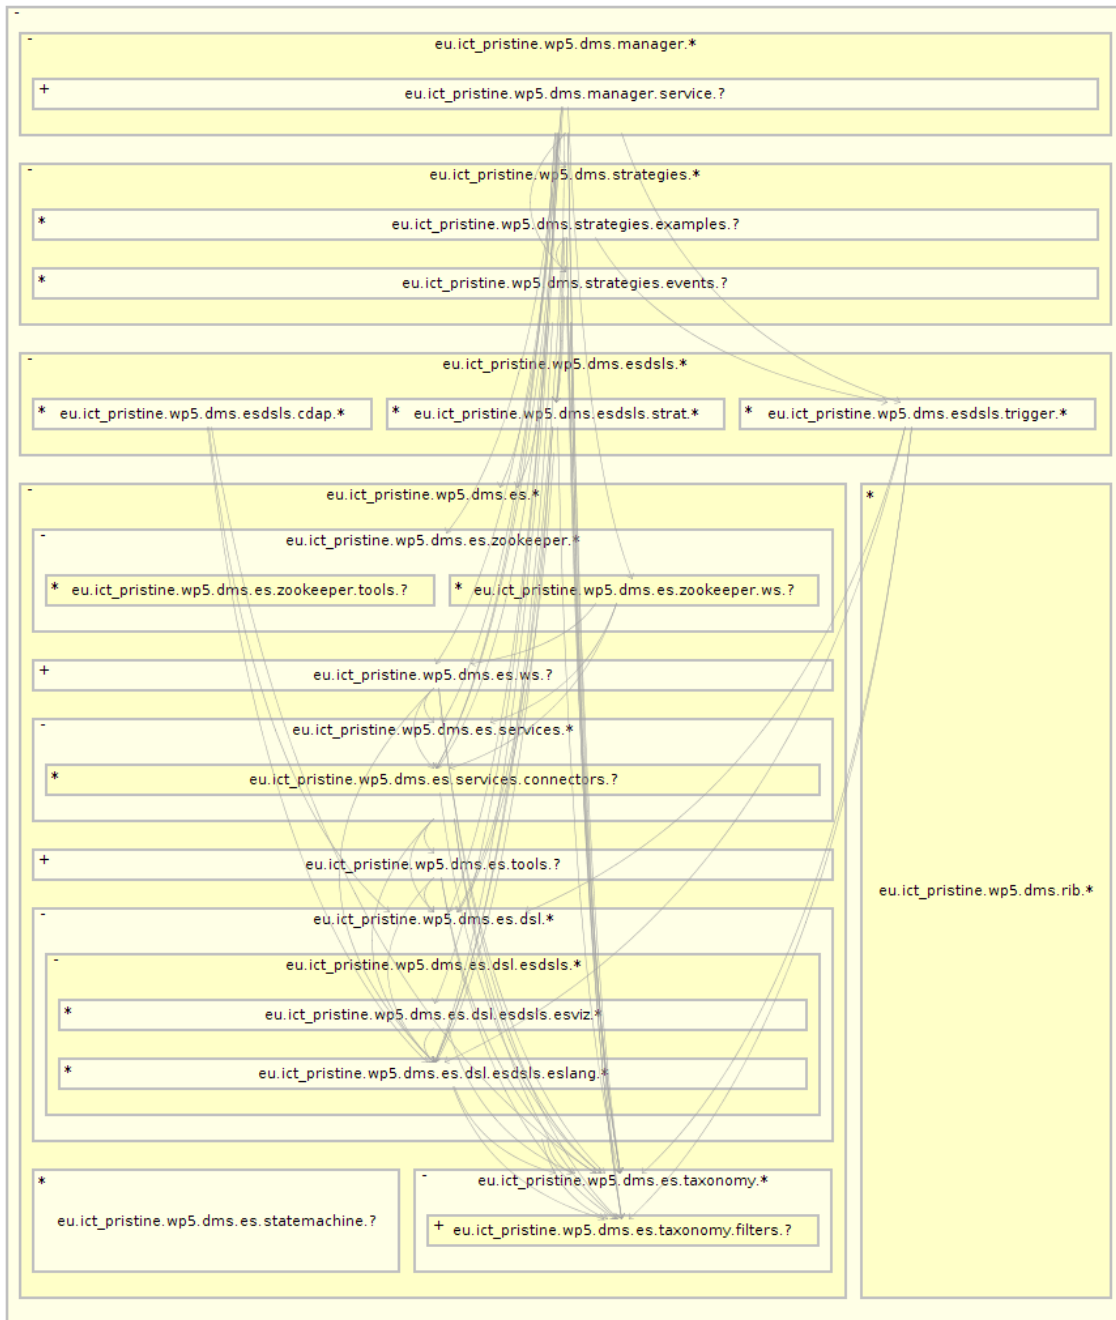 -
- eu.ict_pristine.wp5.dms.manager.*
+ eu.ict_pristine.wp5.dms.manager.service.?
- eu.ict_pristine.wp5.dms.strategies.*
* eu.ict_pristine.wp5.dms.strategies.examples.?
* eu.ict_pristine.wp5.dms.strategies.events.?
- eu.ict_pristine.wp5.dms.esdsls.*
* eu.ict_pristine.wp5.dms.esdsls.cdap.*
* eu.ict_pristine.wp5.dms.esdsls.strat.*
* eu.ict_pristine.wp5.dms.esdsls.trigger.*
- eu.ict_pristine.wp5.dms.es.*
- eu.ict_pristine.wp5.dms.es.zookeeper.*
* eu.ict_pristine.wp5.dms.es.zookeeper.tools.?
* eu.ict_pristine.wp5.dms.es.zookeeper.ws.?
+ eu.ict_pristine.wp5.dms.es.ws.?
- eu.ict_pristine.wp5.dms.es.services.*
* eu.ict_pristine.wp5.dms.es.services.connectors.?
+ eu.ict_pristine.wp5.dms.es.tools.?
- eu.ict_pristine.wp5.dms.es.dsl.*
- eu.ict_pristine.wp5.dms.es.dsl.esdsls.*
* eu.ict_pristine.wp5.dms.es.dsl.esdsls.esviz.*
* eu.ict_pristine.wp5.dms.es.dsl.esdsls.eslang.*
*
eu.ict_pristine.wp5.dms.es.statemachine.?
- eu.ict_pristine.wp5.dms.es.taxonomy.*
+ eu.ict_pristine.wp5.dms.es.taxonomy.filters.?
*
eu.ict_pristine.wp5.dms.rib.*